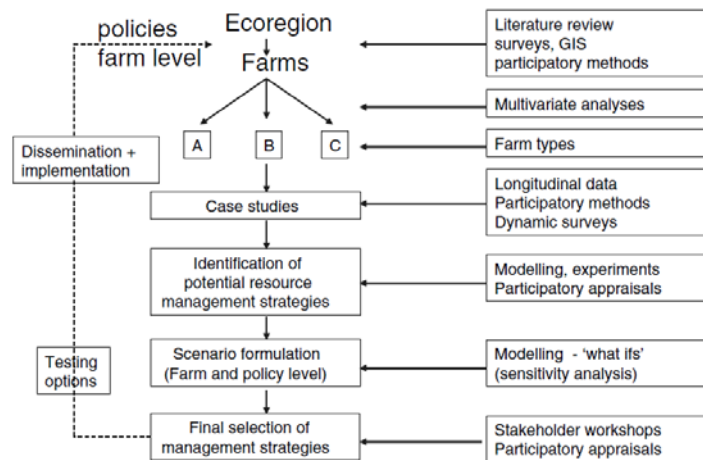 policies
farm level
Ecoregion
Farms
Literature review
surveys, GIS
participatory methods
Multivariate analyses
A
B
C
Farm types
Dissemination +
implementation
Case studies
Longitudinal data
Participatory methods
Dynamic surveys
Identification of
potential resource
management strategies
Modelling, experiments
Participatory appraisals
Testing
options
Scenario formulation
(Farm and policy level)
Modelling - ‘what ifs’
(sensitivity analysis)
Final selection of
management strategies
Stakeholder workshops
Participatory appraisals